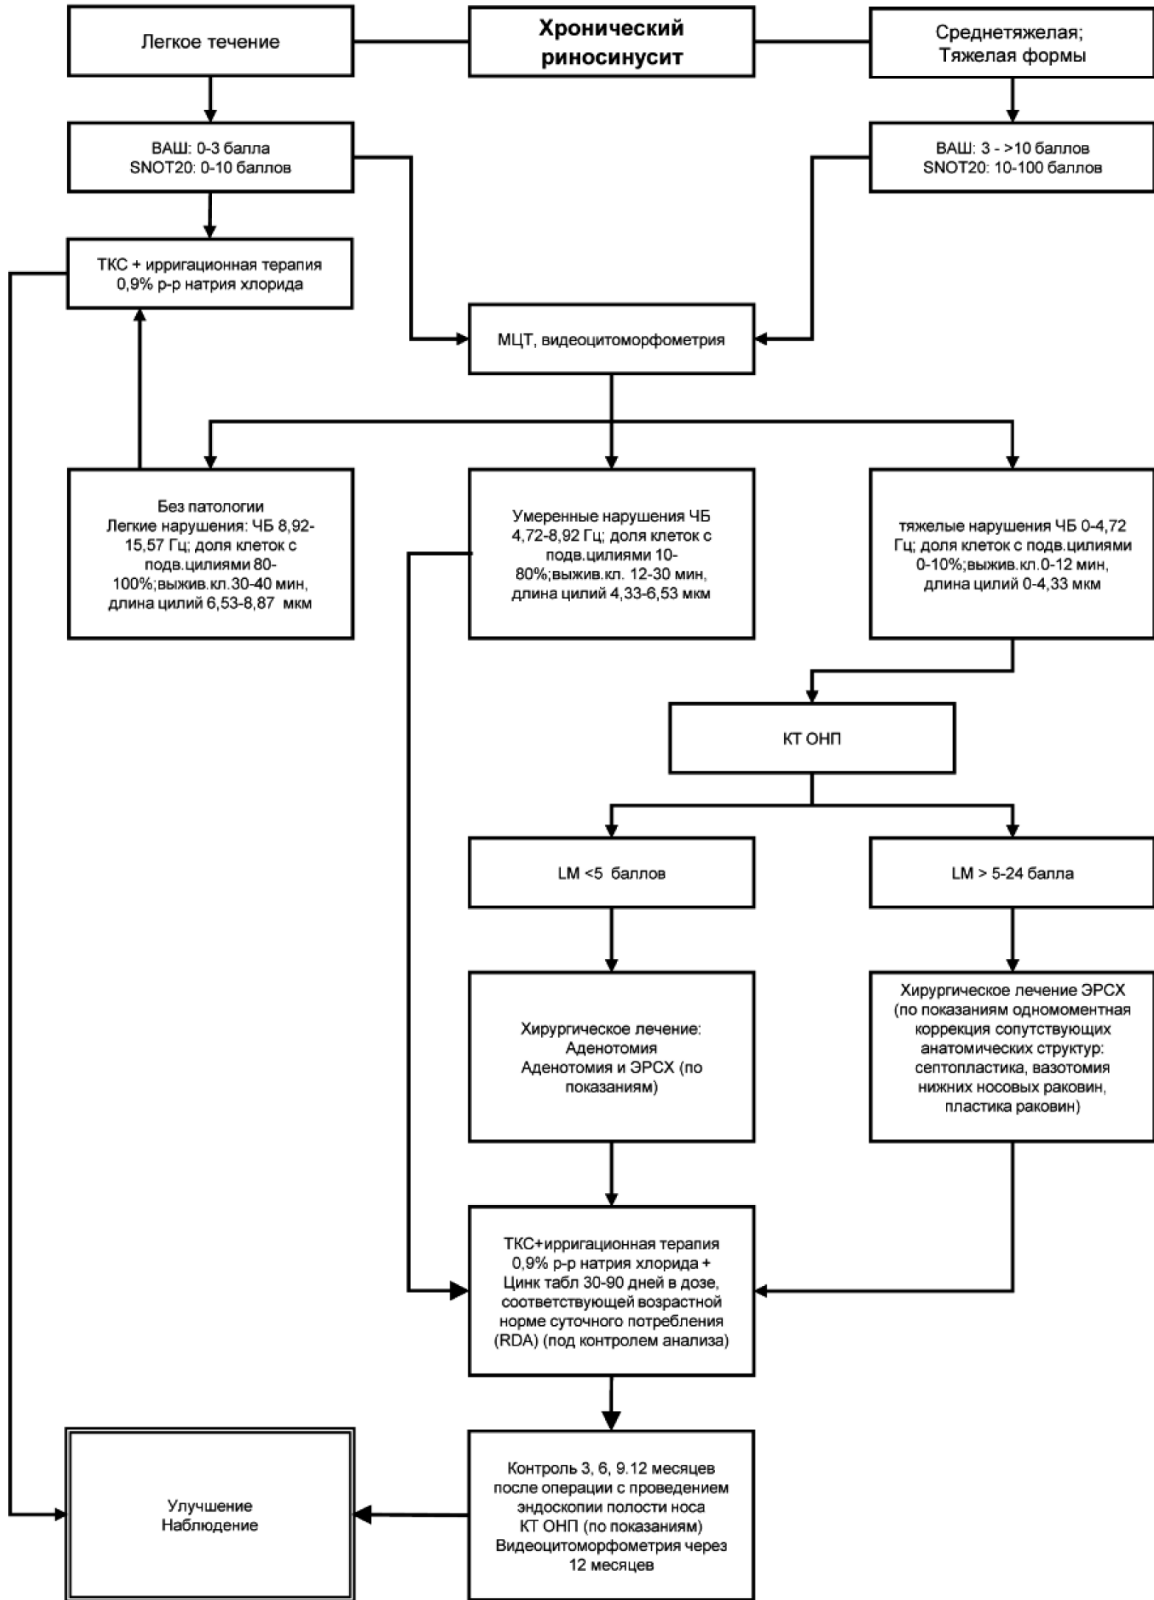 Легкое течение
Хронический
риносинусит
Среднетяжелая;
Тяжелая формы
ВАШ: 0-3 балла
SNOT20: 0-10 баллов
ВАШ: 3 - >10 баллов
SNOT20: 10-100 баллов
ТКС + ирригационная терапия
0,9% р-р натрия хлорида
МЦТ, видеоцитоморфометрия
Без патологии
Легкие нарушения: ЧБ 8,92-
15,57 Гц; доля клеток с
подв.цилиями 80-
100%;выжив.кл.30-40 мин,
длина цилий 6,53-8,87 мкм
Умеренные нарушения ЧБ
4,72-8,92 Гц; доля клеток с
подв.цилиями 10-
80%;выжив.кл. 12-30 мин,
длина цилий 4,33-6,53 мкм
тяжелые нарушения ЧБ 0-4,72
Гц; доля клеток с подв.цилиями
0-10%;выжив.кл.0-12 мин,
длина цилий 0-4,33 мкм
КТ ОНП
LM <5 баллов
LM > 5-24 балла
Хирургическое лечение:
Аденотомия
Аденотомия и ЭРСХ (по
показаниям)
Хирургическое лечение ЭРСХ
(по показаниям одномоментная
коррекция сопутствующих
анатомических структур:
септопластика, вазотомия
нижних носовых раковин,
пластика раковин)
ТКС+ирригационная терапия
0,9% р-р натрия хлорида +
Цинк табл 30-90 дней в дозе,
соответствующей возрастной
норме суточного потребления
(RDA) (под контролем анализа)
Улучшение
Наблюдение
Контроль 3, 6, 9.12 месяцев
после операции с проведением
эндоскопии полости носа
КТ ОНП (по показаниям)
Видеоцитоморфометрия через
12 месяцев